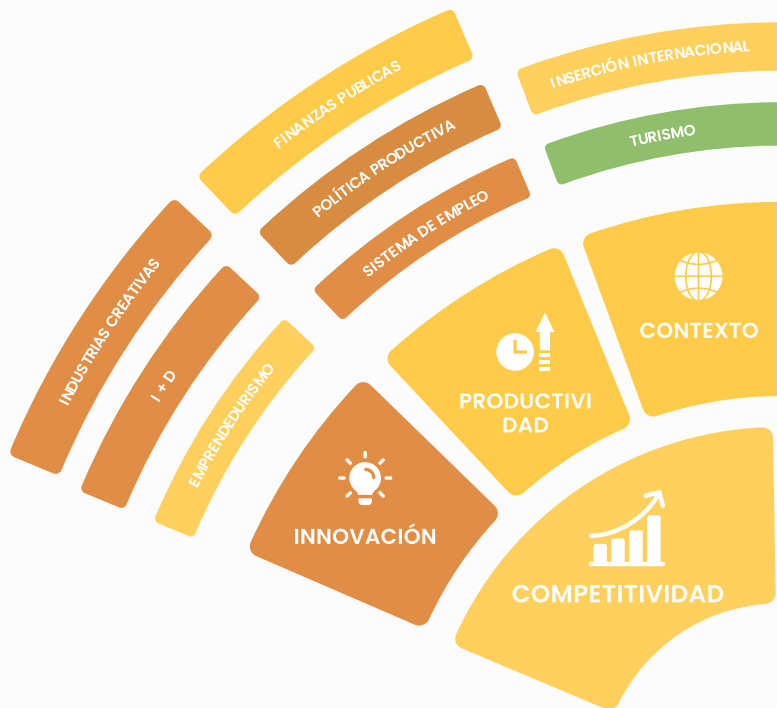 FINANZAS PUBLICAS
POLÍTICA PRODUCTIVA
SISTEMA DE EMPLEO
INSERCIÓN INTERNACIONAL
TURISMO
INDUSTRIAS CREATIVAS
I + D
EMPRENDEDURISMO
CONTEXTO
PRODUCTIVI
DAD
INNOVACIÓN
COMPETITIVIDAD